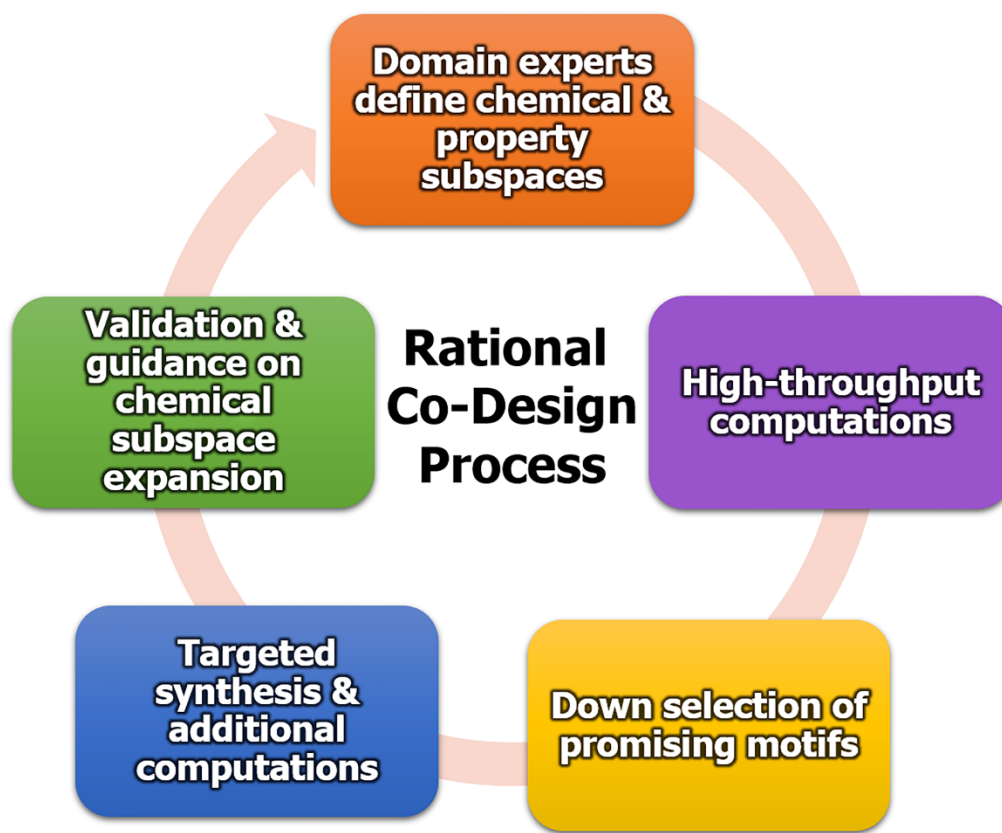 Domain experts
define chemical &
property
subspaces
High-throughput
computations
Down selection of
promising motifs
Targeted
synthesis &
additional
computations
Validation &
guidance on
chemical
subspace
expansion
Rational
Co-Design
Process